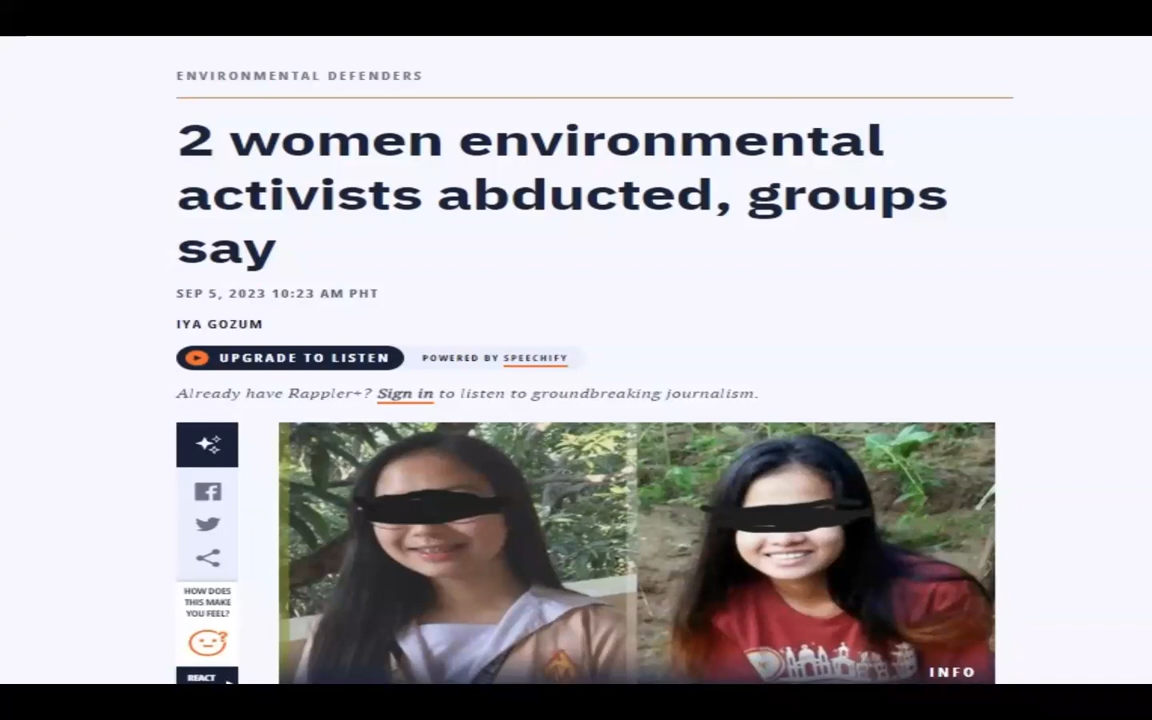 ENVIRONMENTAL DEFENDERS
2 women environmental
activists abducted, groups
say
SEP 5, 2023 10:23 AM PHT
IYA GOZUM
UPGRADE TO LISTEN POWERED BY SPEECHIFY
Already have Rappler+? Sign in to listen to groundbreaking journalism.
HOW DOES
THIS MAKE
YOU FEEL?
INFO
REACT